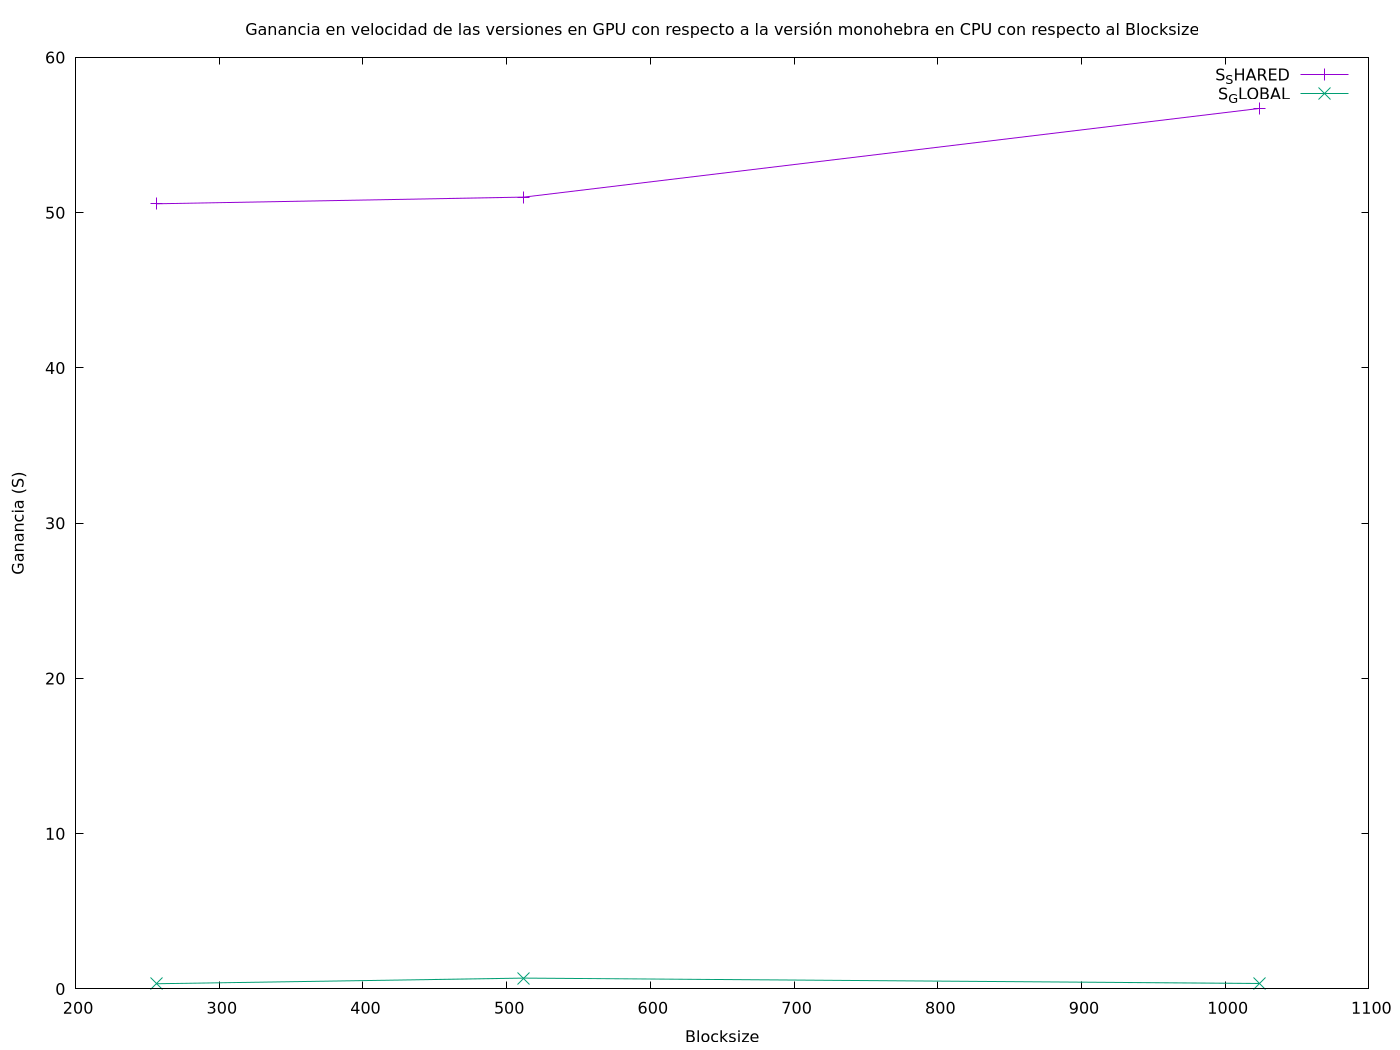 Ganancia en velocidad de las versiones en GPU con respecto a la versión monohebra en CPU con respecto al Blocksize
60
50
40
30
20
10
0
S_SHARED
S_GLOBAL
Ganancia (S)
200 300 400 500 600 700 800 900 1000 1100
Blocksize